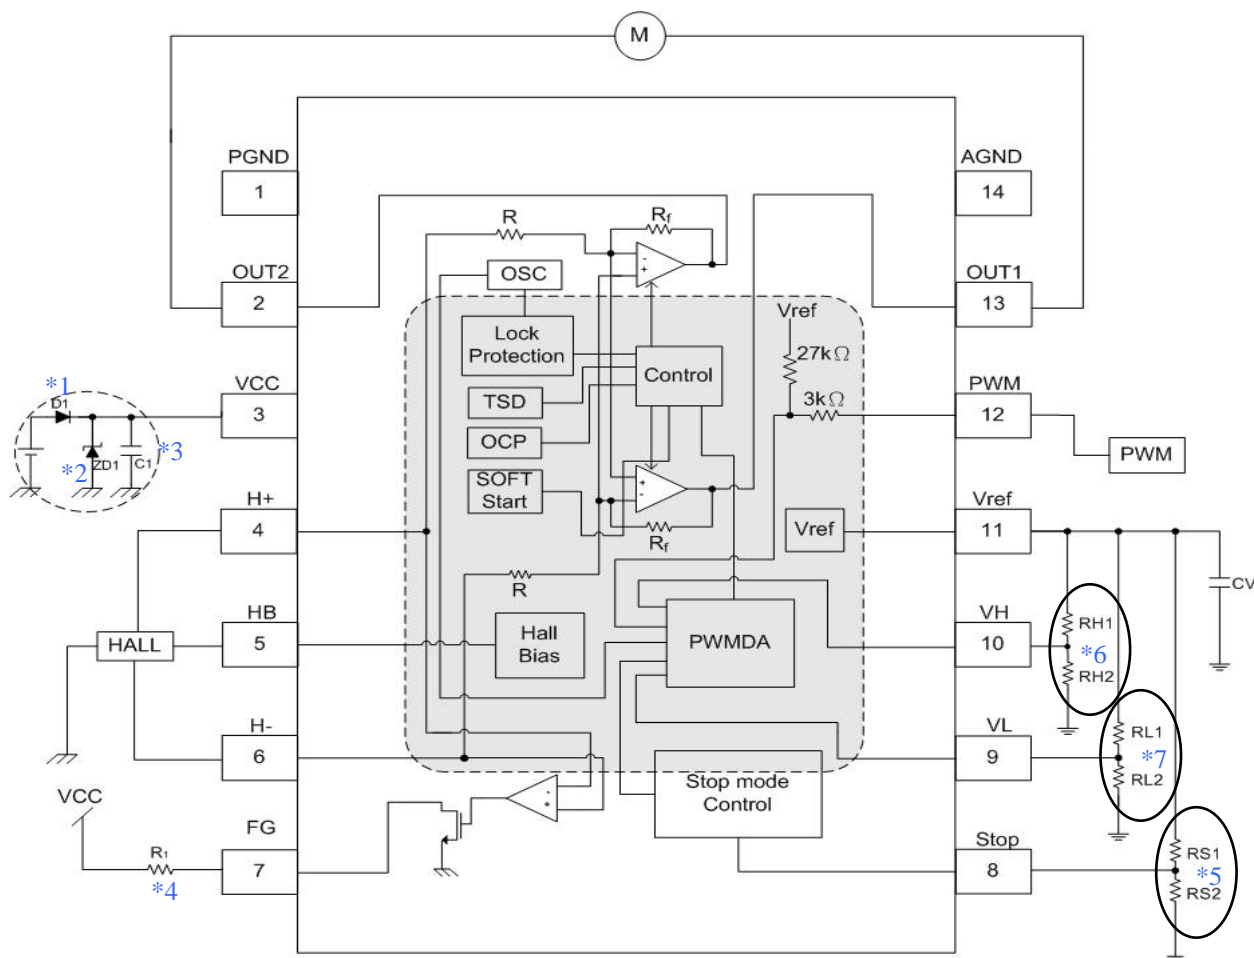 M
PGND
1
AGND
14
R
Rf
-
+
OUT2
2
OSC
OUT1
13
Vref
Lock
Protection
27kΩ
Control
*1
D1
VCC
3
TSD
3kΩ
PWM
12
*2
ZD1
C1
*3
OCP
PWM
SOFT
Start
+
-
H+
4
Vref
Rf
Vref
11
R
CV
HB
5
HALL
Hall
Bias
PWMDA
VH
10
RH1
*6
RH2
H-
6
VL
9
RL1
*7
RL2
VCC
-
+
Stop mode
Control
FG
7
R1
*4
Stop
8
RS1
*5
RS2